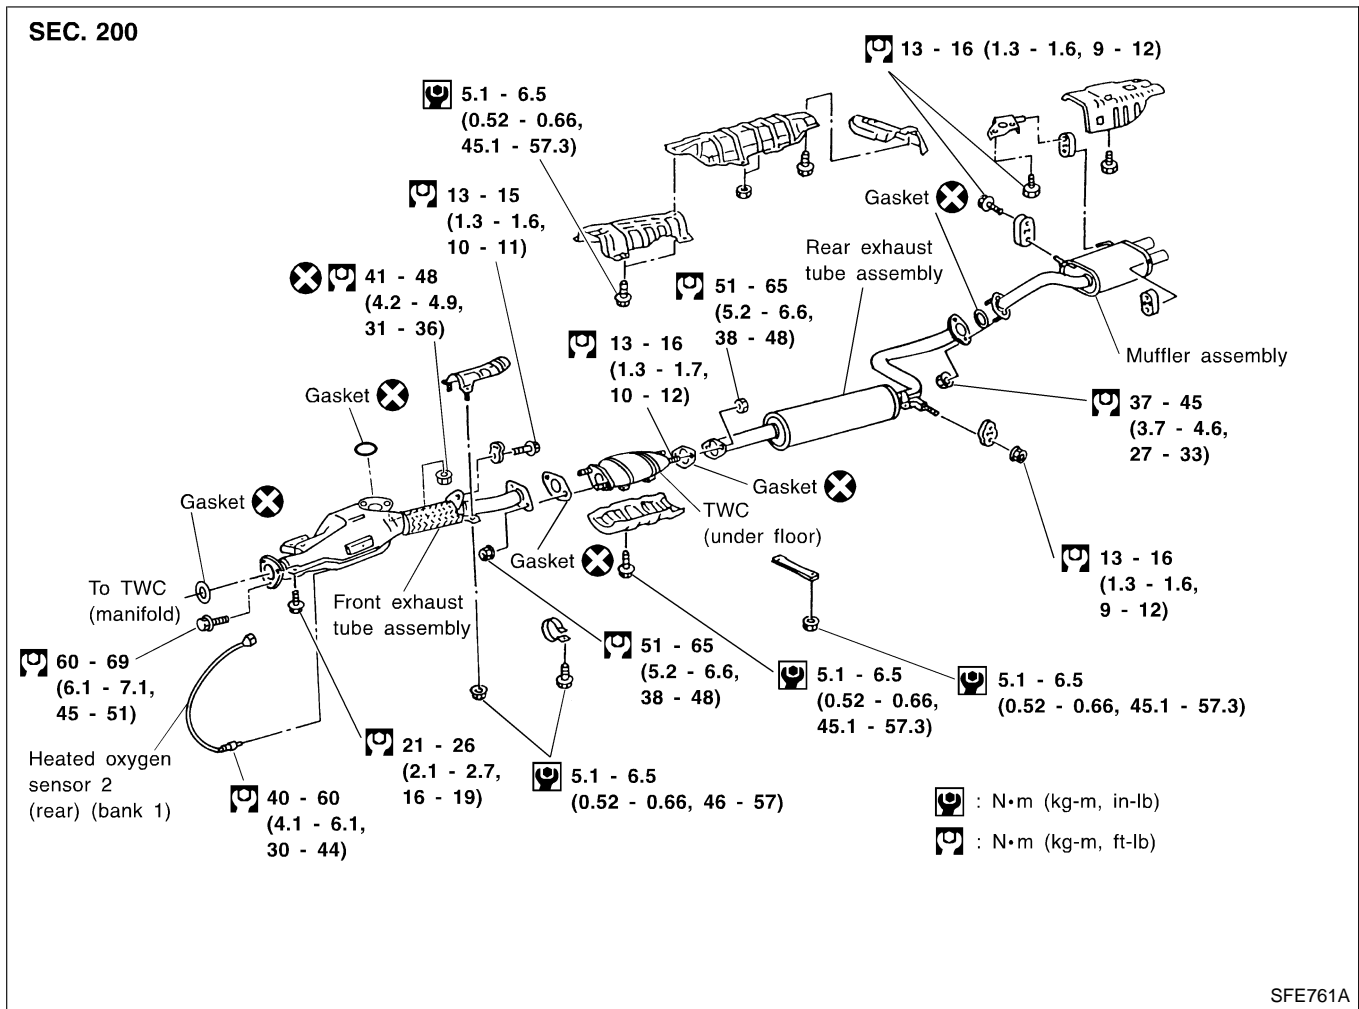 SEC. 200
13 - 16 (1.3 - 1.6, 9 - 12)
5.1 - 6.5
(0.52 - 0.66,
45.1 - 57.3)
13 - 15
(1.3 - 1.6,
10 - 11)
Gasket
Rear exhaust
tube assembly
41 - 48
(4.2 - 4.9,
31 - 36)
51 - 65
(5.2 - 6.6,
38 - 48)
13 - 16
(1.3 - 1.7,
10 - 12)
Muffler assembly
Gasket
37 - 45
(3.7 - 4.6,
27 - 33)
Gasket
Gasket
TWC
(under floor)
Gasket
13 - 16
(1.3 - 1.6,
9 - 12)
To TWC
(manifold)
Front exhaust
tube assembly
60 - 69
(6.1 - 7.1,
45 - 51)
51 - 65
(5.2 - 6.6,
38 - 48)
5.1 - 6.5
(0.52 - 0.66,
45.1 - 57.3)
5.1 - 6.5
(0.52 - 0.66, 45.1 - 57.3)
Heated oxygen
sensor 2
(rear) (bank 1)
21 - 26
(2.1 - 2.7,
16 - 19)
5.1 - 6.5
(0.52 - 0.66, 46 - 57)
40 - 60
(4.1 - 6.1,
30 - 44)
: N•m (kg-m, in-lb)
: N•m (kg-m, ft-lb)
SFE761A